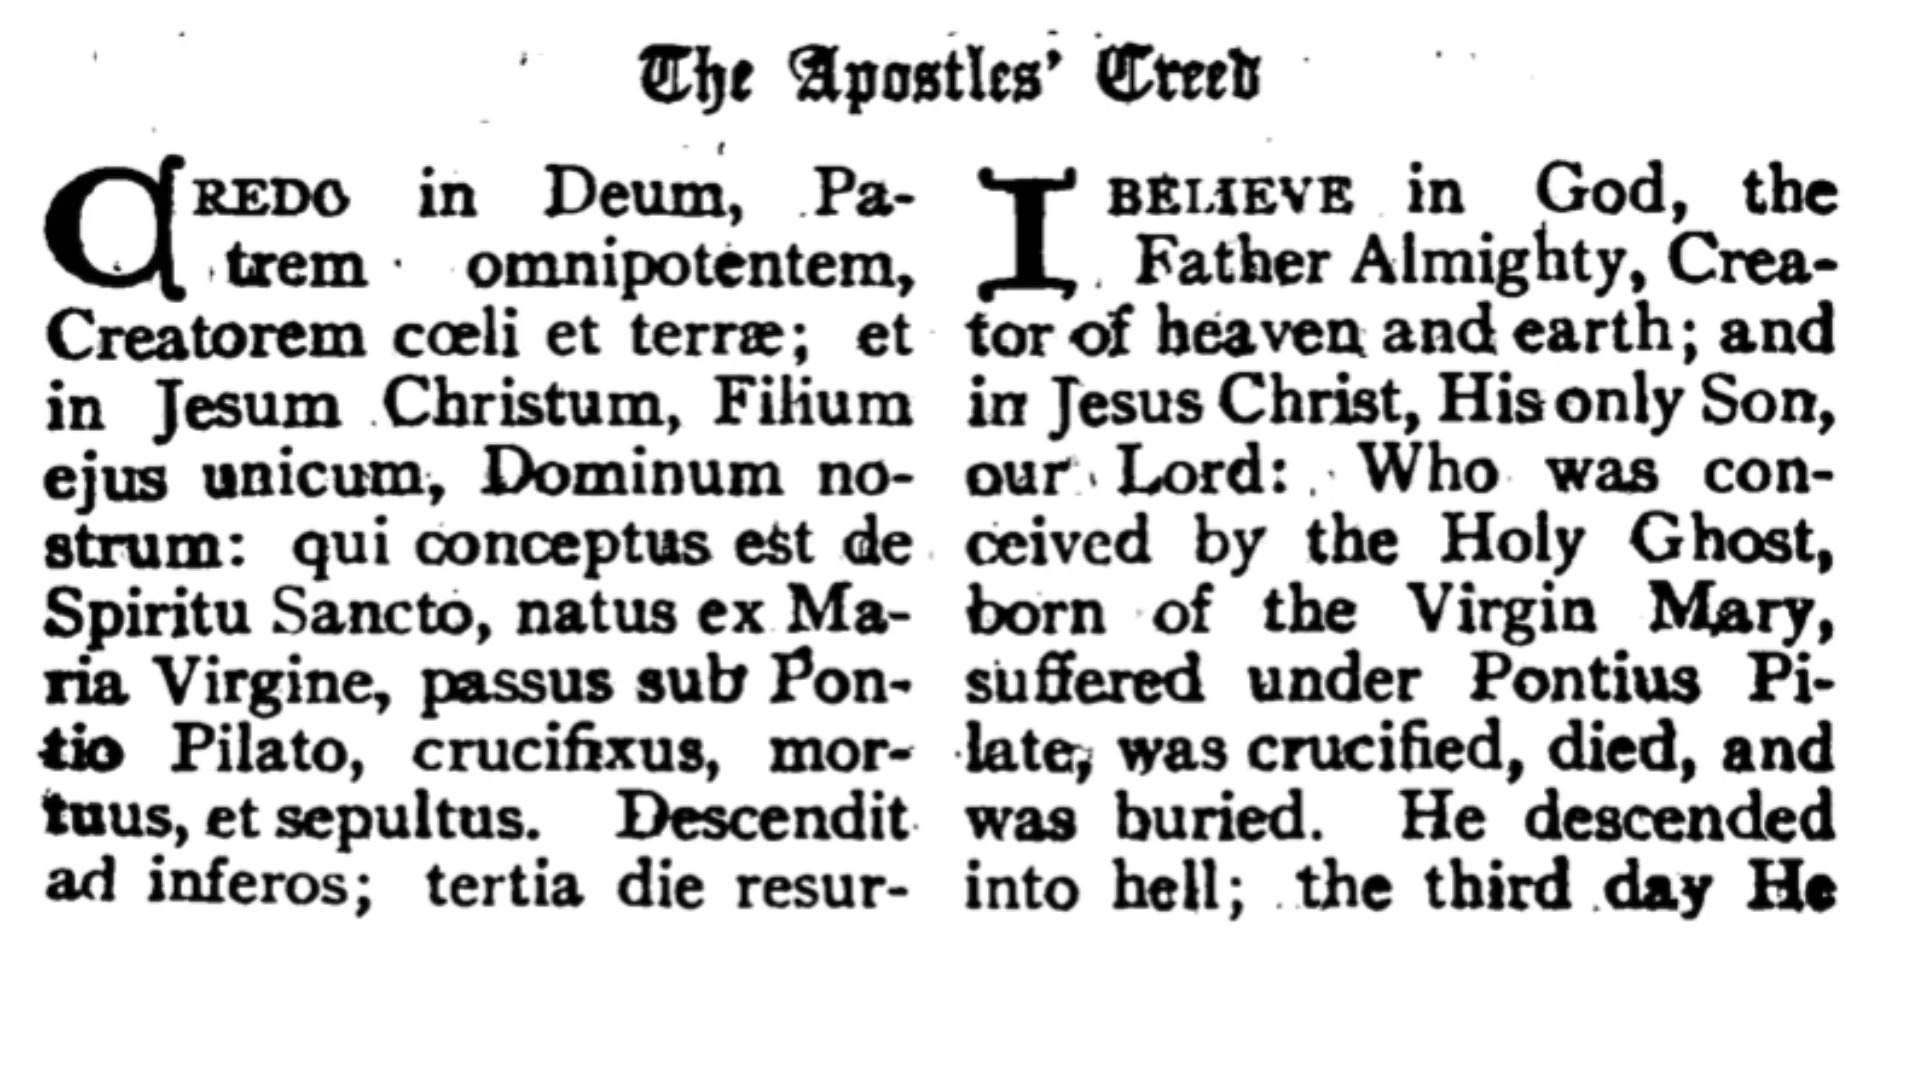 The Apostles' Creed
CREDO in Deum, Pa-
trem omnipotentem,
Creatorem cœli et terræ; et
in Jesum Christum, Filium
ejus unicum, Dominum no-
strum: qui conceptus est de
Spiritu Sancto, natus ex Ma-
ria Virgine, passus sub Pon-
tio Pilato, crucifixus, mor-
tuus, et sepultus. Descendit
ad inferos; tertia die resur-
I BELIEVE in God, the
Father Almighty, Crea-
tor of heaven and earth; and
in Jesus Christ, His only Son,
our Lord: Who was con-
ceived by the Holy Ghost,
born of the Virgin Mary,
suffered under Pontius Pi-
late, was crucified, died, and
was buried. He descended
into hell; the third day He